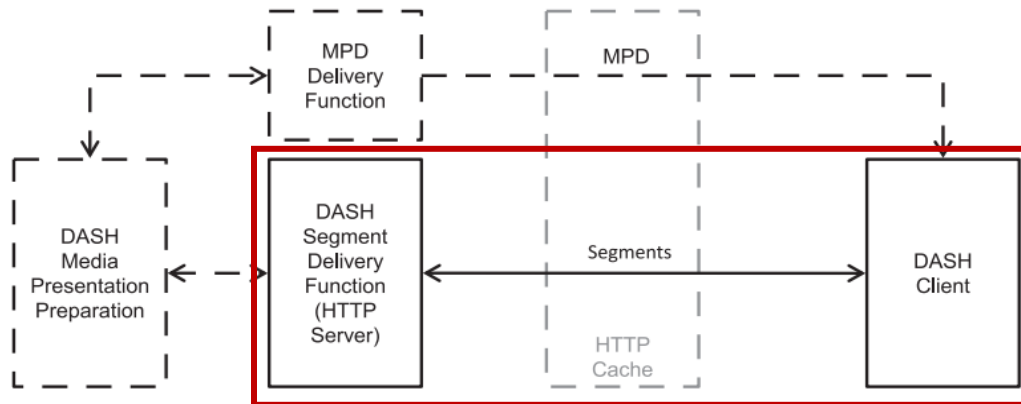 MPD
Delivery
Function
MPD
DASH
Media
Presentation
Preparation
DASH
Segment
Delivery
Function
(HTTP
Server)
Segments
HTTP
Cache
DASH
Client